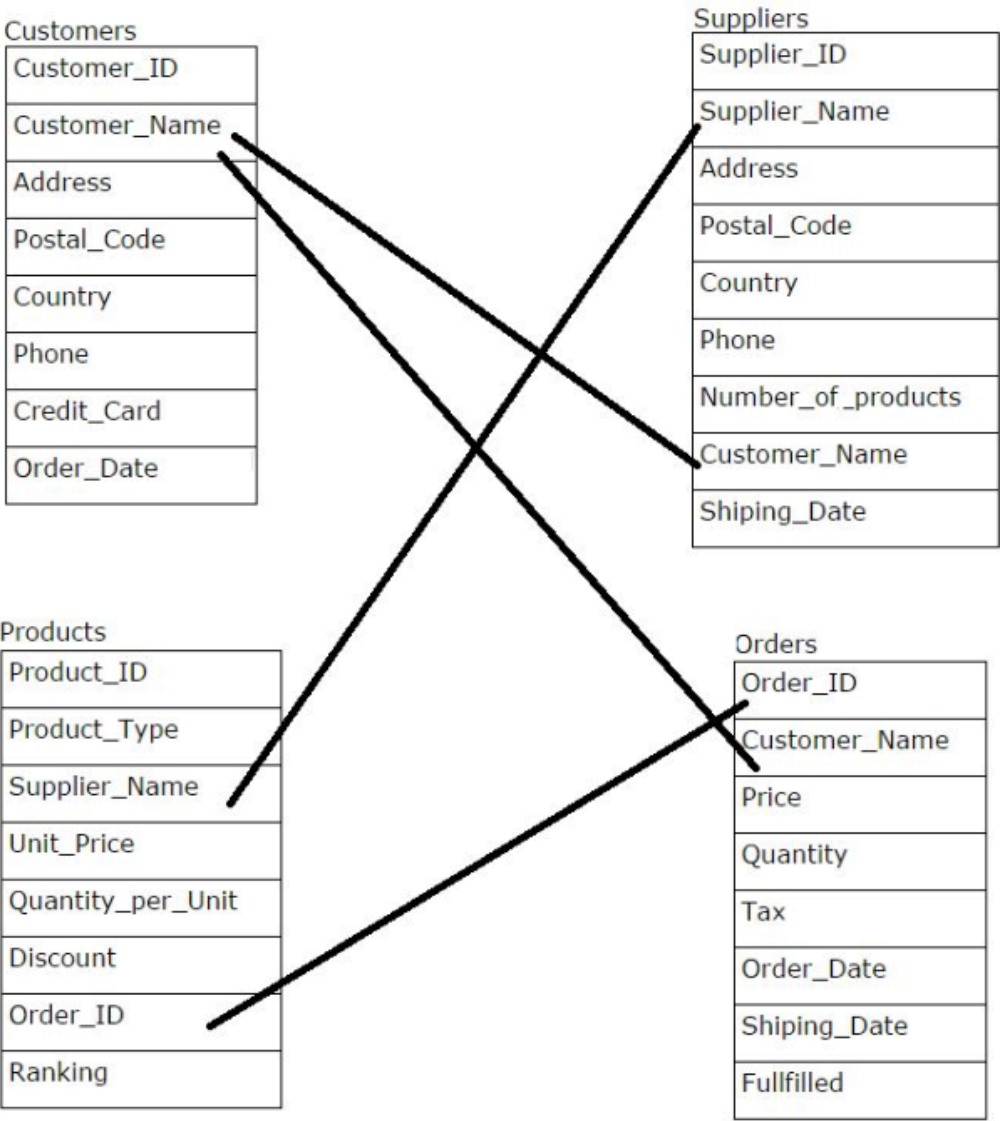 Customers
Customer_ID
Customer_Name
Address
Postal_Code
Country
Phone
Credit_Card
Order_Date
Suppliers
Supplier_ID
Supplier_Name
Address
Postal_Code
Country
Phone
Number_of_products
Customer_Name
Shiping_Date
Products
Product_ID
Product_Type
Supplier_Name
Unit_Price
Quantity_per_Unit
Discount
Order_ID
Ranking
Orders
Order_ID
Customer_Name
Price
Quantity
Tax
Order_Date
Shiping_Date
Fullfilled